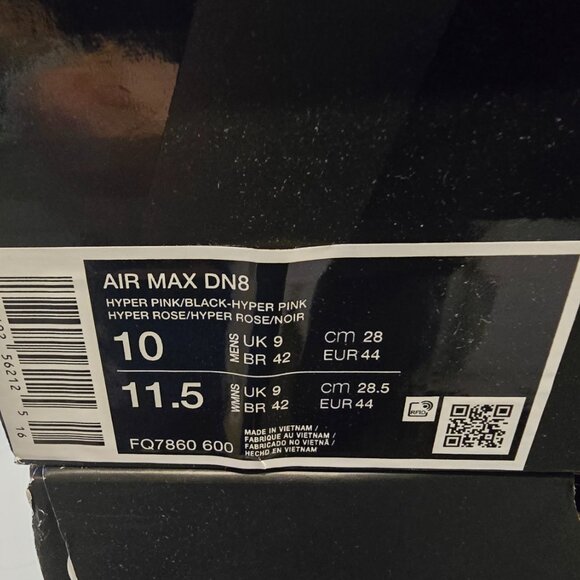 AIR MAX DN8
HYPER PINK/BLACK-HYPER PINK
HYPER ROSE/HYPER ROSE/NOIR
10 MENS UK 9 cm 28
BR 42 EUR 44
11.5 WMNS UK 9 cm 28.5
BR 42 EUR 44
FQ7860 600
MADE IN VIETNAM /
FABRIQUE AU VIETNAM /
FABRICADO NO VIETNÃ /
HECHO EN VIETNAM
RFID
56212 5 16